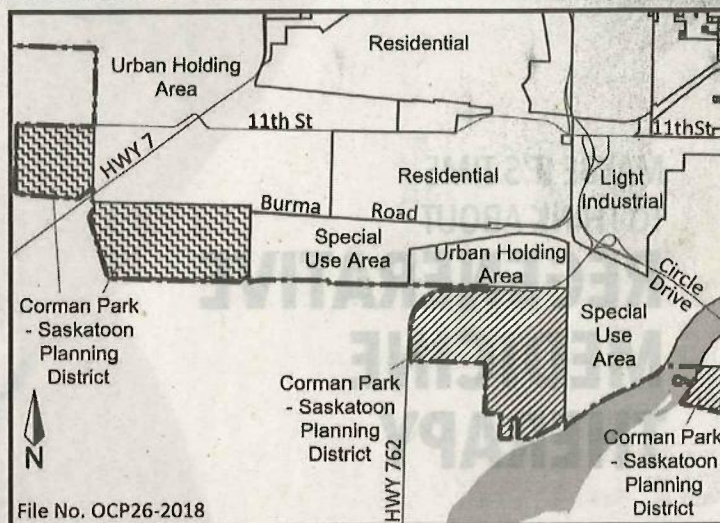 Urban Holding
Area
Residential
11th St
11thSt
HWY 7
Residential
Light
Industrial
Burma Road
Special
Use Area
Urban Holding
Area
Circle
Drive
Corman Park
- Saskatoon
Planning
District
Special
Use
Area
Corman Park
- Saskatoon
Planning
District
HWY 762
Corman Park
- Saskatoon
Planning
District
N
File No. OCP26-2018